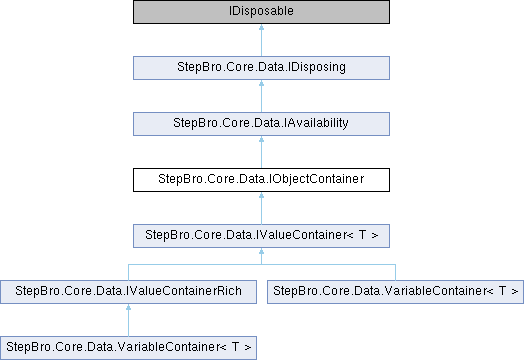 IDisposable
StepBro.Core.Data.IDisposing
StepBro.Core.Data.IAvailability
StepBro.Core.Data.IObjectContainer
StepBro.Core.Data.IValueContainer< T >
StepBro.Core.Data.IValueContainerRich
StepBro.Core.Data.VariableContainer< T >
StepBro.Core.Data.VariableContainer< T >